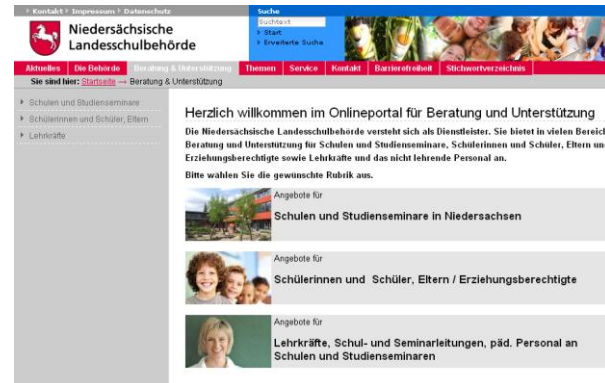 Kontakt Impressum Datenschutz
Suche
Suchtext
Start
Erweiterte Suche
Niedersächsische
Landesschulbehörde
Aktuelles Die Behörde Beratung & Unterstützung Themen Service Kontakt Barrierefreiheit Stichwortverzeichnis
Sie sind hier: Startseite → Beratung & Unterstützung
Schulen und Studienseminare
Schülerinnen und Schüler, Eltern
Lehrkräfte
Herzlich willkommen im Onlineportal für Beratung und Unterstützung
Die Niedersächsische Landesschulbehörde versteht sich als Dienstleister. Sie bietet in vielen Bereich
Beratung und Unterstützung für Schulen und Studienseminare, Schülerinnen und Schüler, Eltern un
Erziehungsberechtigte sowie Lehrkräfte und das nicht lehrende Personal an.
Bitte wählen Sie die gewünschte Rubrik aus.
Angebote für
Schulen und Studienseminare in Niedersachsen
Angebote für
Schülerinnen und Schüler, Eltern / Erziehungsberechtigte
Angebote für
Lehrkräfte, Schul- und Seminarleitungen, päd. Personal an
Schulen und Studienseminaren